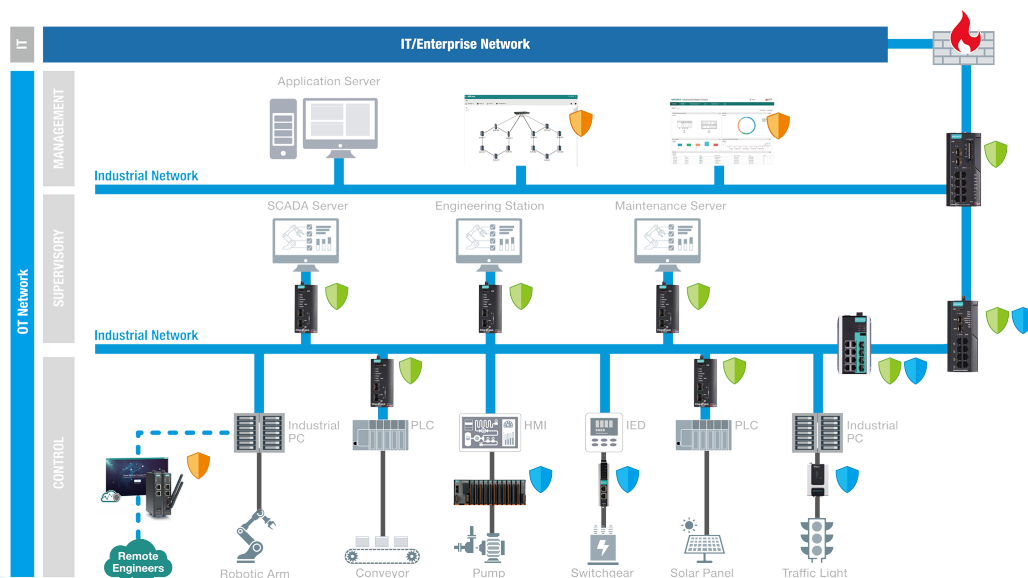 IT
IT/Enterprise Network
OT Network
MANAGEMENT
Application Server
Industrial Network
SUPERVISORY
SCADA Server
Engineering Station
Maintenance Server
Industrial Network
CONTROL
Industrial
PC
PLC
HMI
IED
PLC
Industrial
PC
Remote
Engineers
Robotic Arm
Conveyor
Pump
Switchgear
Solar Panel
Traffic Light